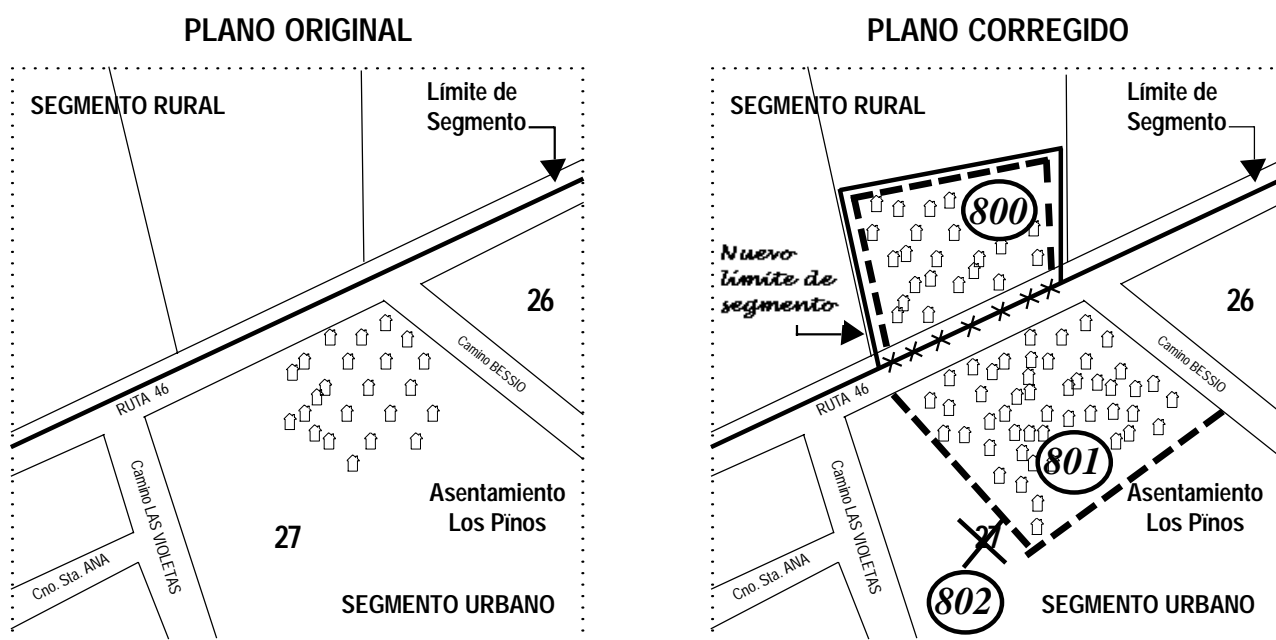 PLANO ORIGINAL
SEGMENTO RURAL
Límite de
Segmento
26
RUTA 46
Camino BESSIO
Camino LAS VIOLETAS
Cno. Sta. ANA
27
Asentamiento
Los Pïnos
SEGMENTO URBANO
PLANO CORREGIDO
SEGMENTO RURAL
Límite de
Segmento
800
Nuevo
límite de
segmento
26
RUTA 46
Camino BESSIO
801
Camino LAS VIOLETAS
Cno. Sta. ANA
27
Asentamiento
Los Pïnos
802
SEGMENTO URBANO